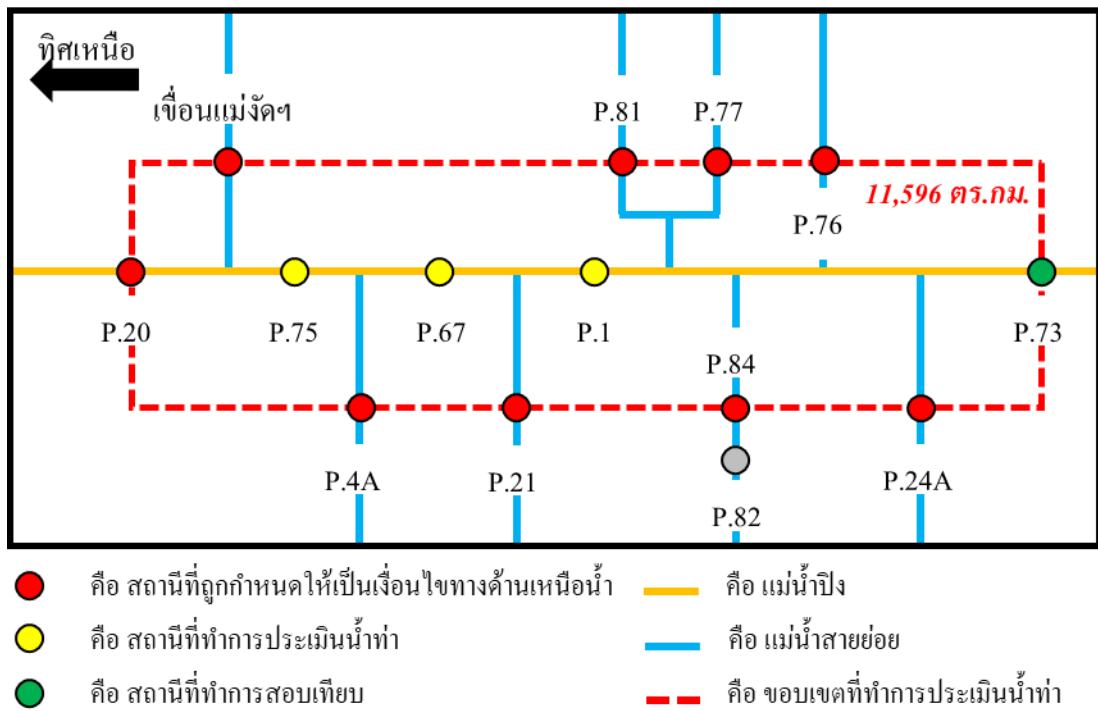 ทิศเหนือ
เขื่อนแม่งัดฯ
P.81
P.77
11,596 ตร.กม.
P.76
P.20
P.75
P.67
P.1
P.73
P.84
P.4A
P.21
P.24A
P.82
คือ สถานีที่ถูกกำหนดให้เป็นเงื่อนไขทางด้านเหนือน้ำ
คือ แม่น้ำปิง
คือ สถานีที่ทำการประเมินน้ำท่า
คือ แม่น้ำสายย่อย
คือ สถานีที่ทำการสอบเทียบ
คือ ขอบเขตที่ทำการประเมินน้ำท่า